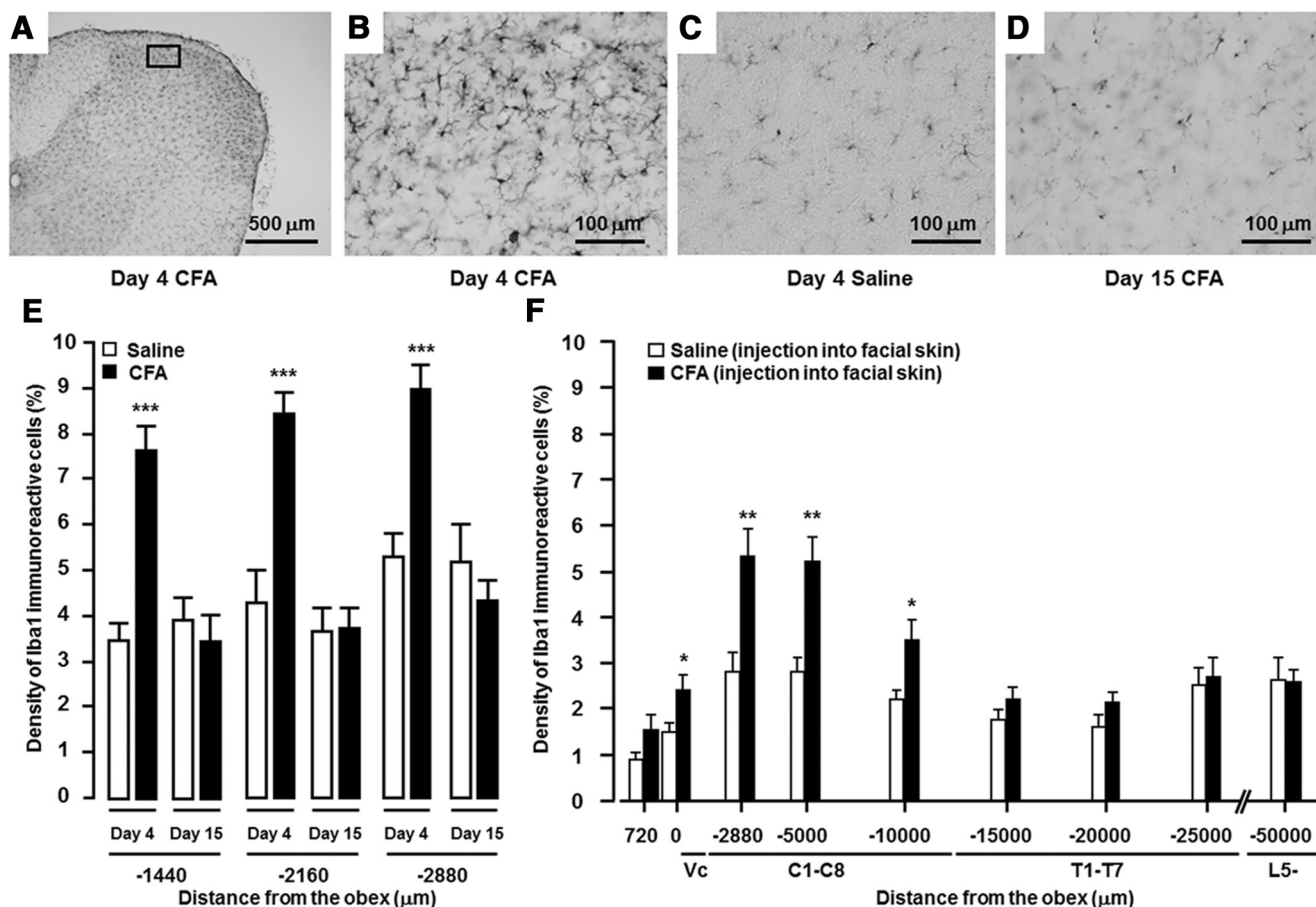 A B C D
500 µm 100 µm 100 µm 100 µm
Day 4 CFA Day 4 CFA Day 4 Saline Day 15 CFA
E
Density of Iba1 immunoreactive cells (%)
10
9
8
7
6
5
4
3
2
1
0
Saline
CFA
*** *** ***
Day 4 Day 15 Day 4 Day 15 Day 4 Day 15
-1440 -2160 -2880
Distance from the obex (µm)
F
Density of Iba1 immunoreactive cells (%)
10
9
8
7
6
5
4
3
2
1
0
Saline (injection into facial skin)
CFA (injection into facial skin)
* ** ** *
720 0 -2880 -5000 -10000 -15000 -20000 -25000 -50000
Vc C1-C8 T1-T7 L5-
Distance from the obex (µm)